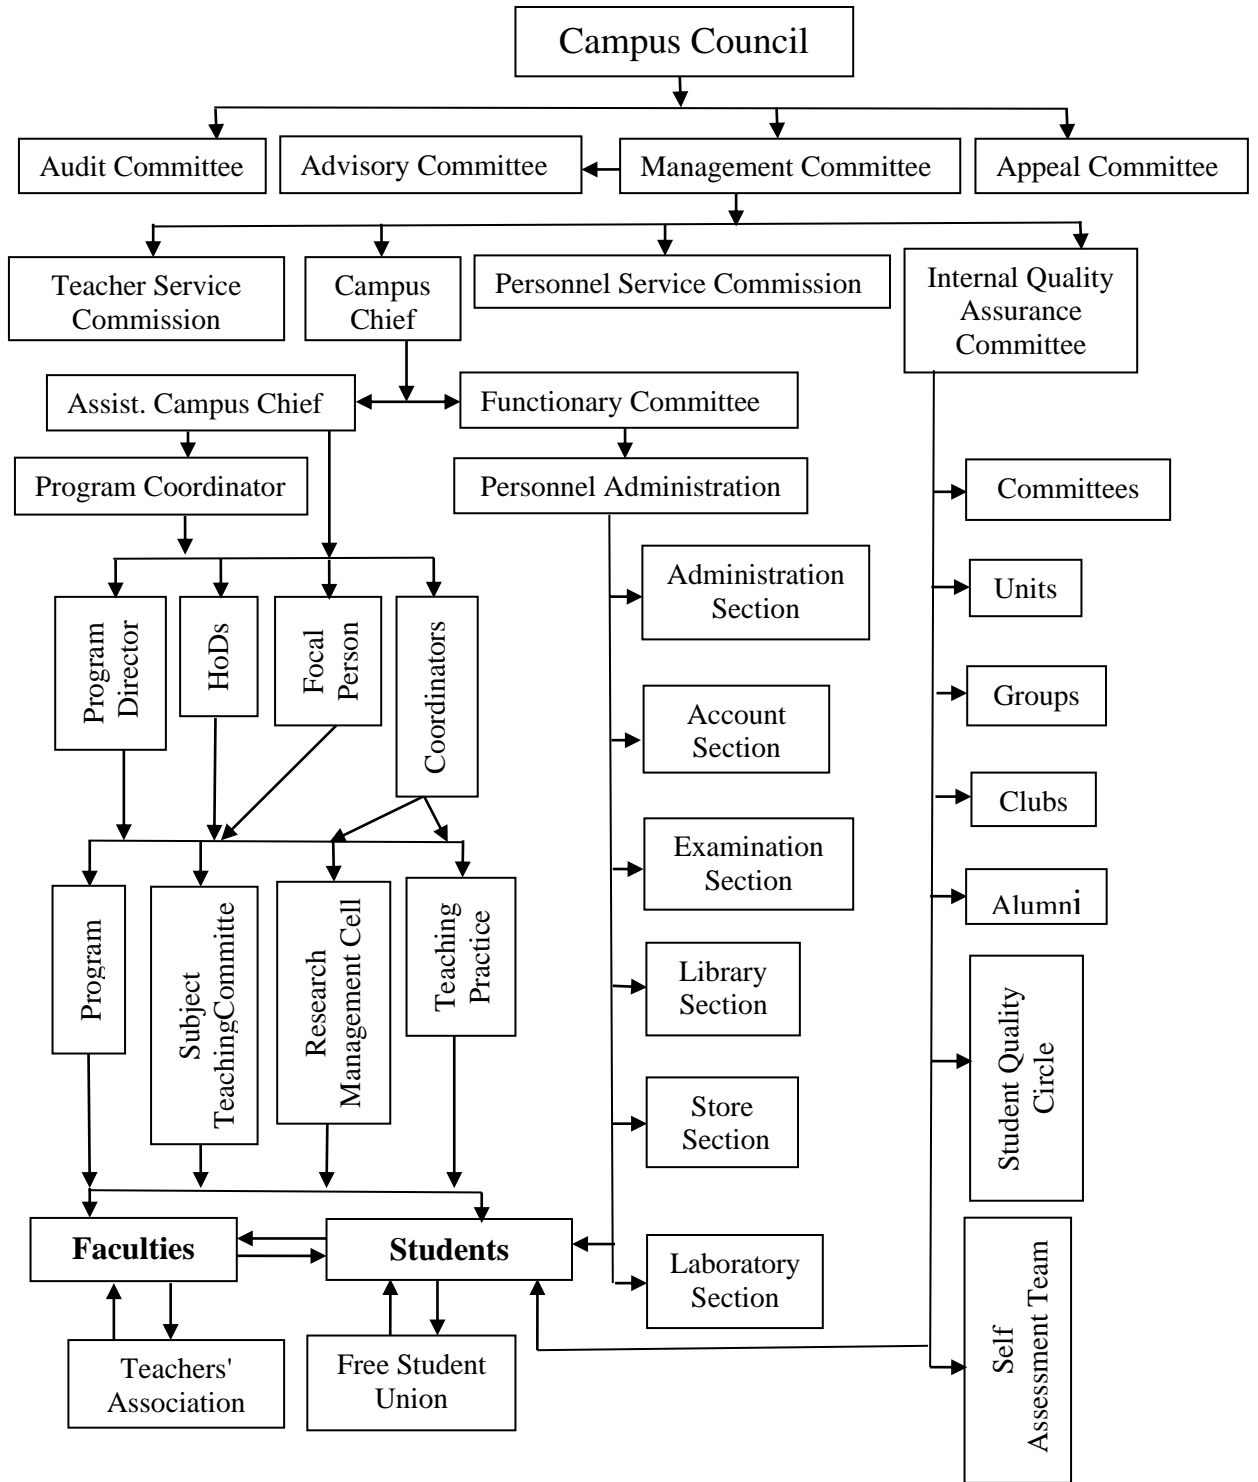 Campus Council
Audit Committee
Advisory Committee
Management Committee
Appeal Committee
Teacher Service
Commission
Campus
Chief
Personnel Service Commission
Internal Quality
Assurance
Committee
Assist. Campus Chief
Functionary Committee
Program Coordinator
Personnel Administration
Committees
Administration
Section
Units
Program
Director
HoDs
Focal
Person
Coordinators
Groups
Account
Section
Clubs
Examination
Section
Alumni
Program
Subject
TeachingCommitte
Research
Management Cell
Teaching
Practice
Library
Section
Student Quality
Circle
Store
Section
Faculties
Students
Laboratory
Section
Self
Assessment Team
Teachers'
Association
Free Student
Union